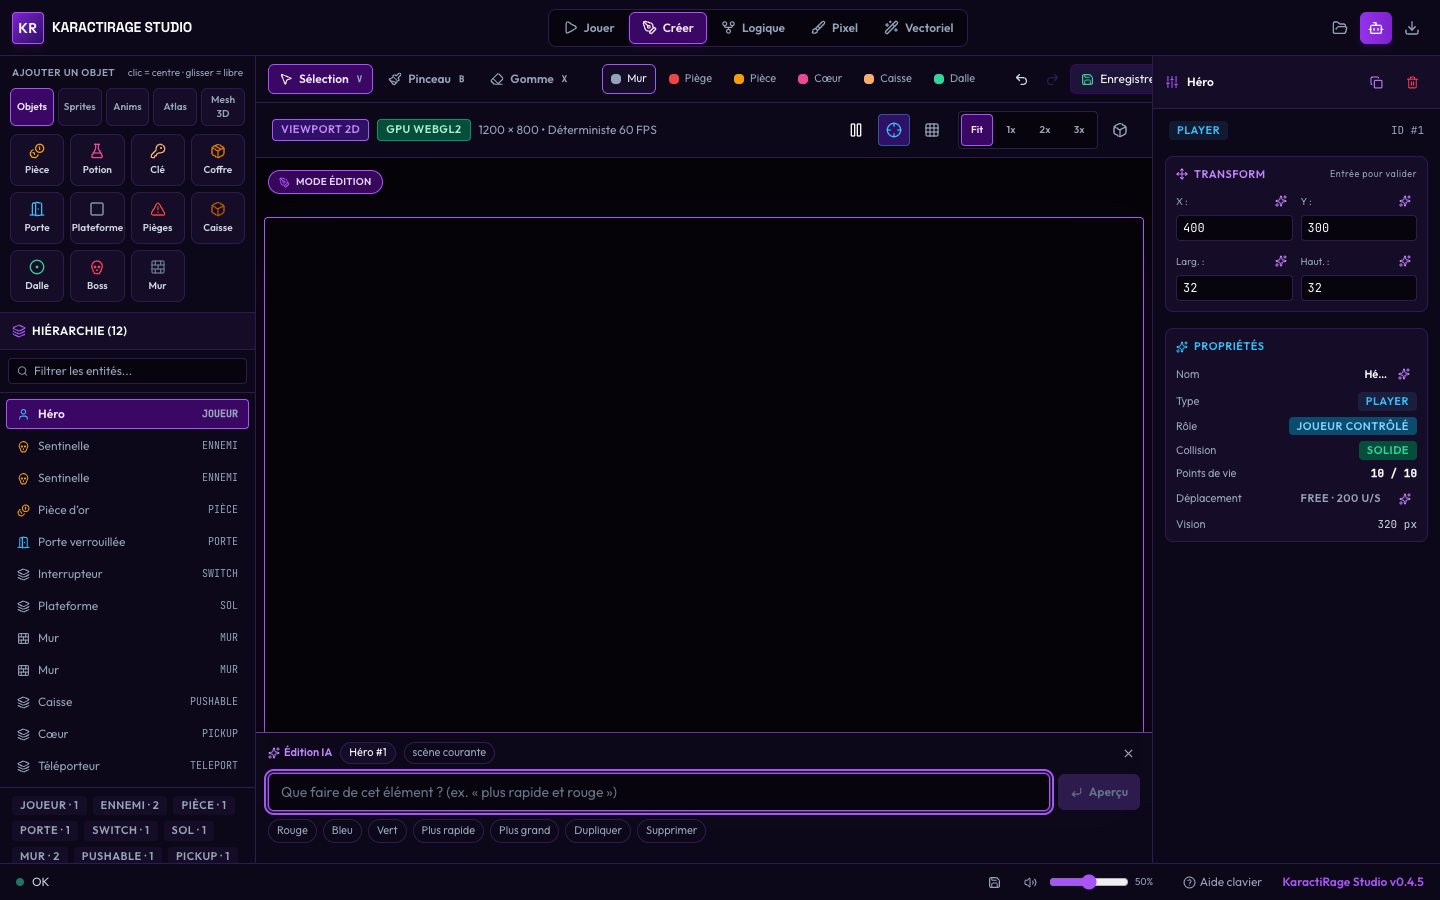 KR KARACTIRAGE STUDIO
Jouer Créer Logique Pixel Vectoriel
AJOUTER UN OBJET clic = centre · glisser = libre
Objets Sprites Anims Atlas Mesh 3D
Pièce Potion Clé Coffre
Porte Plateforme Pièges Caisse
Dalle Boss Mur
HIÉRARCHIE (12)
Filtrer les entités...
Héro JOUEUR
Sentinelle ENNEMI
Sentinelle ENNEMI
Pièce d'or PIÈCE
Porte verrouillée PORTE
Interrupteur SWITCH
Plateforme SOL
Mur MUR
Mur MUR
Caisse PUSHABLE
Cœur PICKUP
Téléporteur TELEPORT
JOUEUR · 1 ENNEMI · 2 PIÈCE · 1
PORTE · 1 SWITCH · 1 SOL · 1
MUR · 2 PUSHABLE · 1 PICKUP · 1
Sélection V Pinceau B Gomme X Mur Piège Pièce Cœur Caisse Dalle Enregistre
VIEWPORT 2D GPU WEBGL2 1200 × 800 • Déterministe 60 FPS Fit 1x 2x 3x
MODE ÉDITION
Édition IA Héro #1 scène courante
Que faire de cet élément ? (ex. « plus rapide et rouge ») Aperçu
Rouge Bleu Vert Plus rapide Plus grand Dupliquer Supprimer
Héro
PLAYER ID #1
TRANSFORM Entrée pour valider
X : Y :
400 300
Larg. : Haut. :
32 32
PROPRIÉTÉS
Nom Hé...
Type PLAYER
Rôle JOUEUR CONTRÔLÉ
Collision SOLIDE
Points de vie 10 / 10
Déplacement FREE · 200 U/S
Vision 320 px
OK 50% Aide clavier KaractiRage Studio v0.4.5